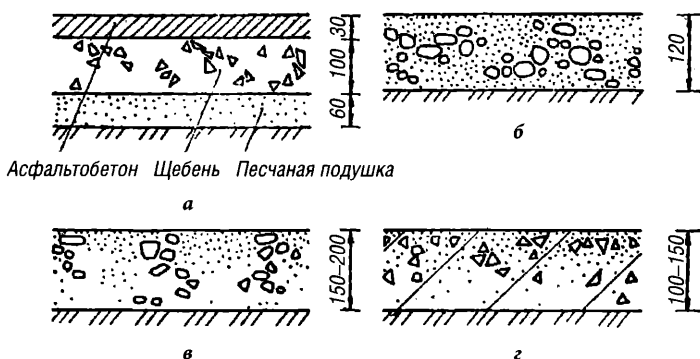 30
100
60
120
Асфальтобетон Щебень Песчаная подушка
а
б
150–200
100–150
в
г